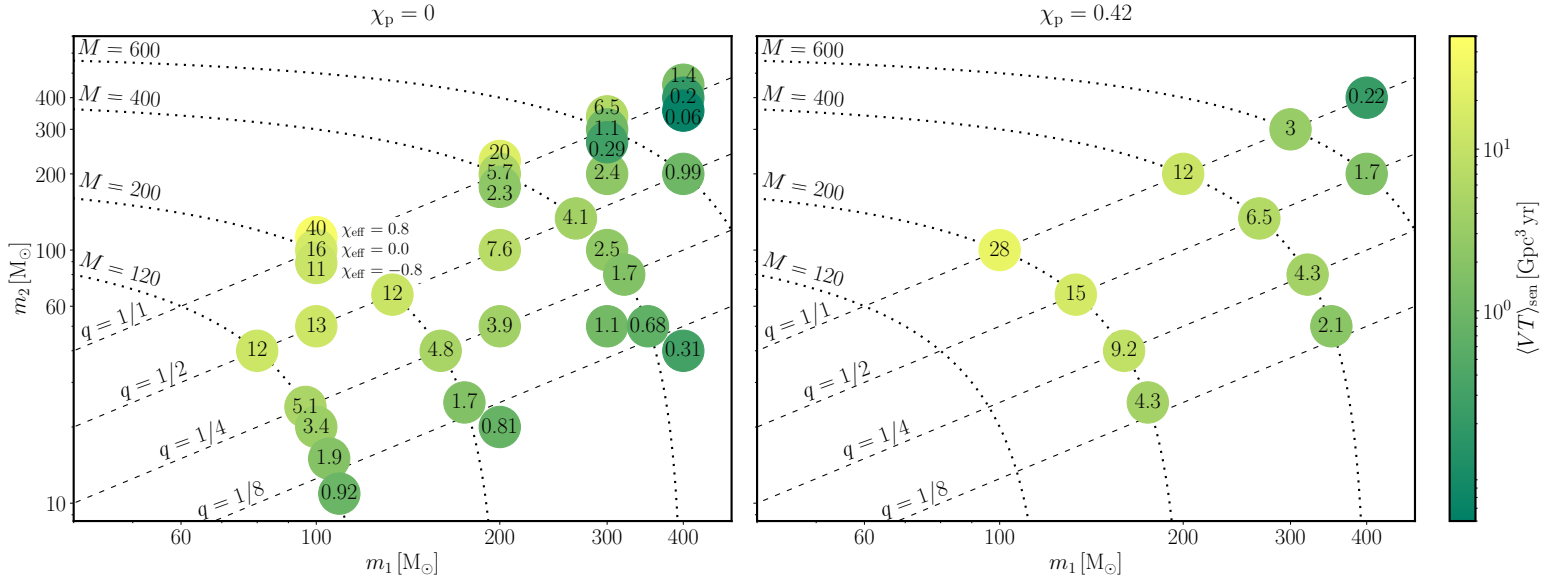 χp = 0
M = 600
M = 400
M = 200
M = 120
q = 1/1
q = 1/2
q = 1/4
q = 1/8
1.4
0.2
0.06
6.5
1.1
0.29
20
5.7
2.3
2.4
0.99
4.1
40
16
11
χeff = 0.8
χeff = 0.0
χeff = −0.8
7.6
2.5
1.7
12
13
3.9
1.1
0.68
12
4.8
0.31
5.1
3.4
1.7
0.81
1.9
0.92
400
300
200
100
60
10
m2 [M⊙]
60
100
200
300
400
m1 [M⊙]
χp = 0.42
M = 600
M = 400
M = 200
M = 120
q = 1/1
q = 1/2
q = 1/4
q = 1/8
0.22
3
12
1.7
6.5
28
4.3
15
2.1
9.2
4.3
60
100
200
300
400
m1 [M⊙]
10¹
10⁰
⟨VT⟩sen [Gpc³ yr]